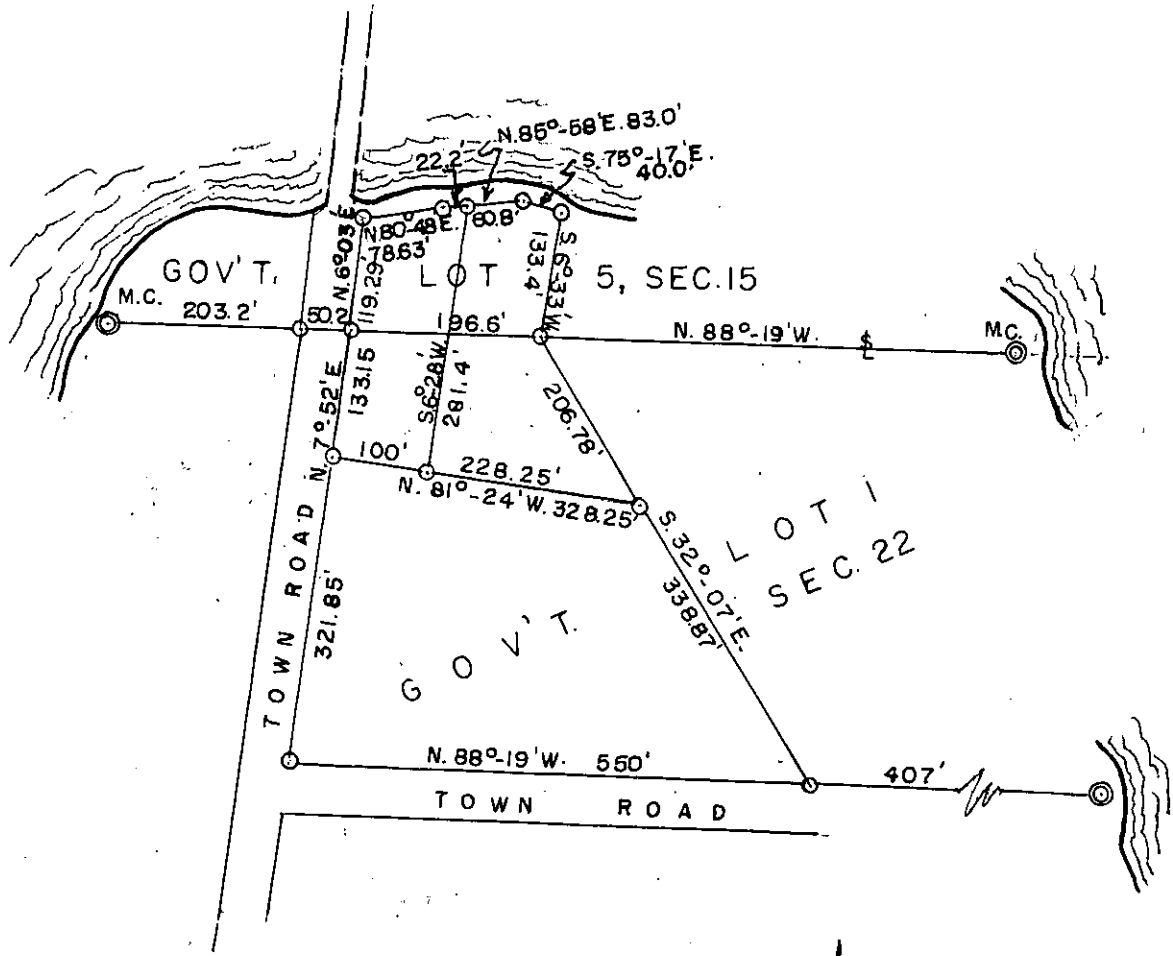 N.85°-58'E.83.0'
22.2'
S.75°-17'E.
40.0'
N.80°-48'E.
78.63'
60.8'
N.6°-03'E
119.29'
133.4'
S.6°-33'W.
GOV'T.
LOT 5, SEC.15
M.C.
203.2'
50.2
196.6'
N.88°-19'W.
M.C.
N.7°-52'E
133.15
S.6°-28'W.
281.4'
206.78'
100'
228.25'
N.81°-24'W.328.25'
S.32°-07'E.
338.87'
LOT 1
SEC.22
GOV'T.
TOWN ROAD
321.85'
N.88°-19'W. 550'
407'
TOWN ROAD